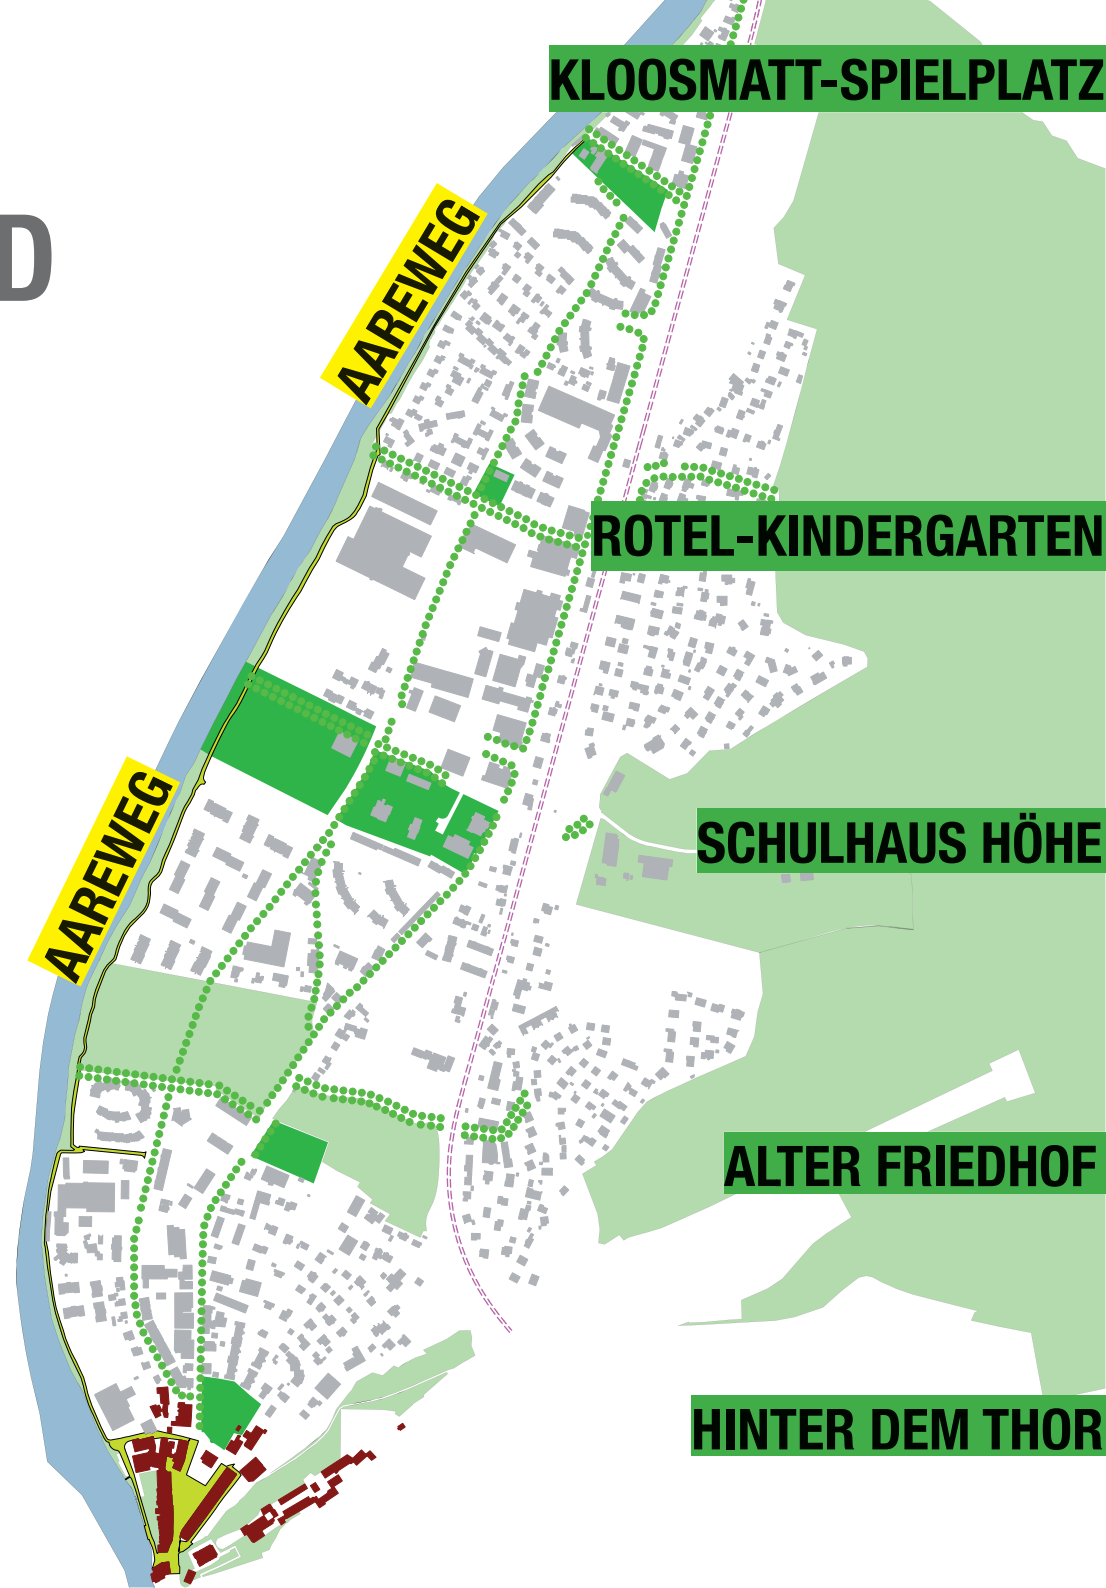 KLOOSMATT-SPIELPLATZ
D
AAREWEG
ROTEL-KINDERGARTEN
AAREWEG
SCHULHAUS HÖHE
ALTER FRIEDHOF
HINTER DEM THOR